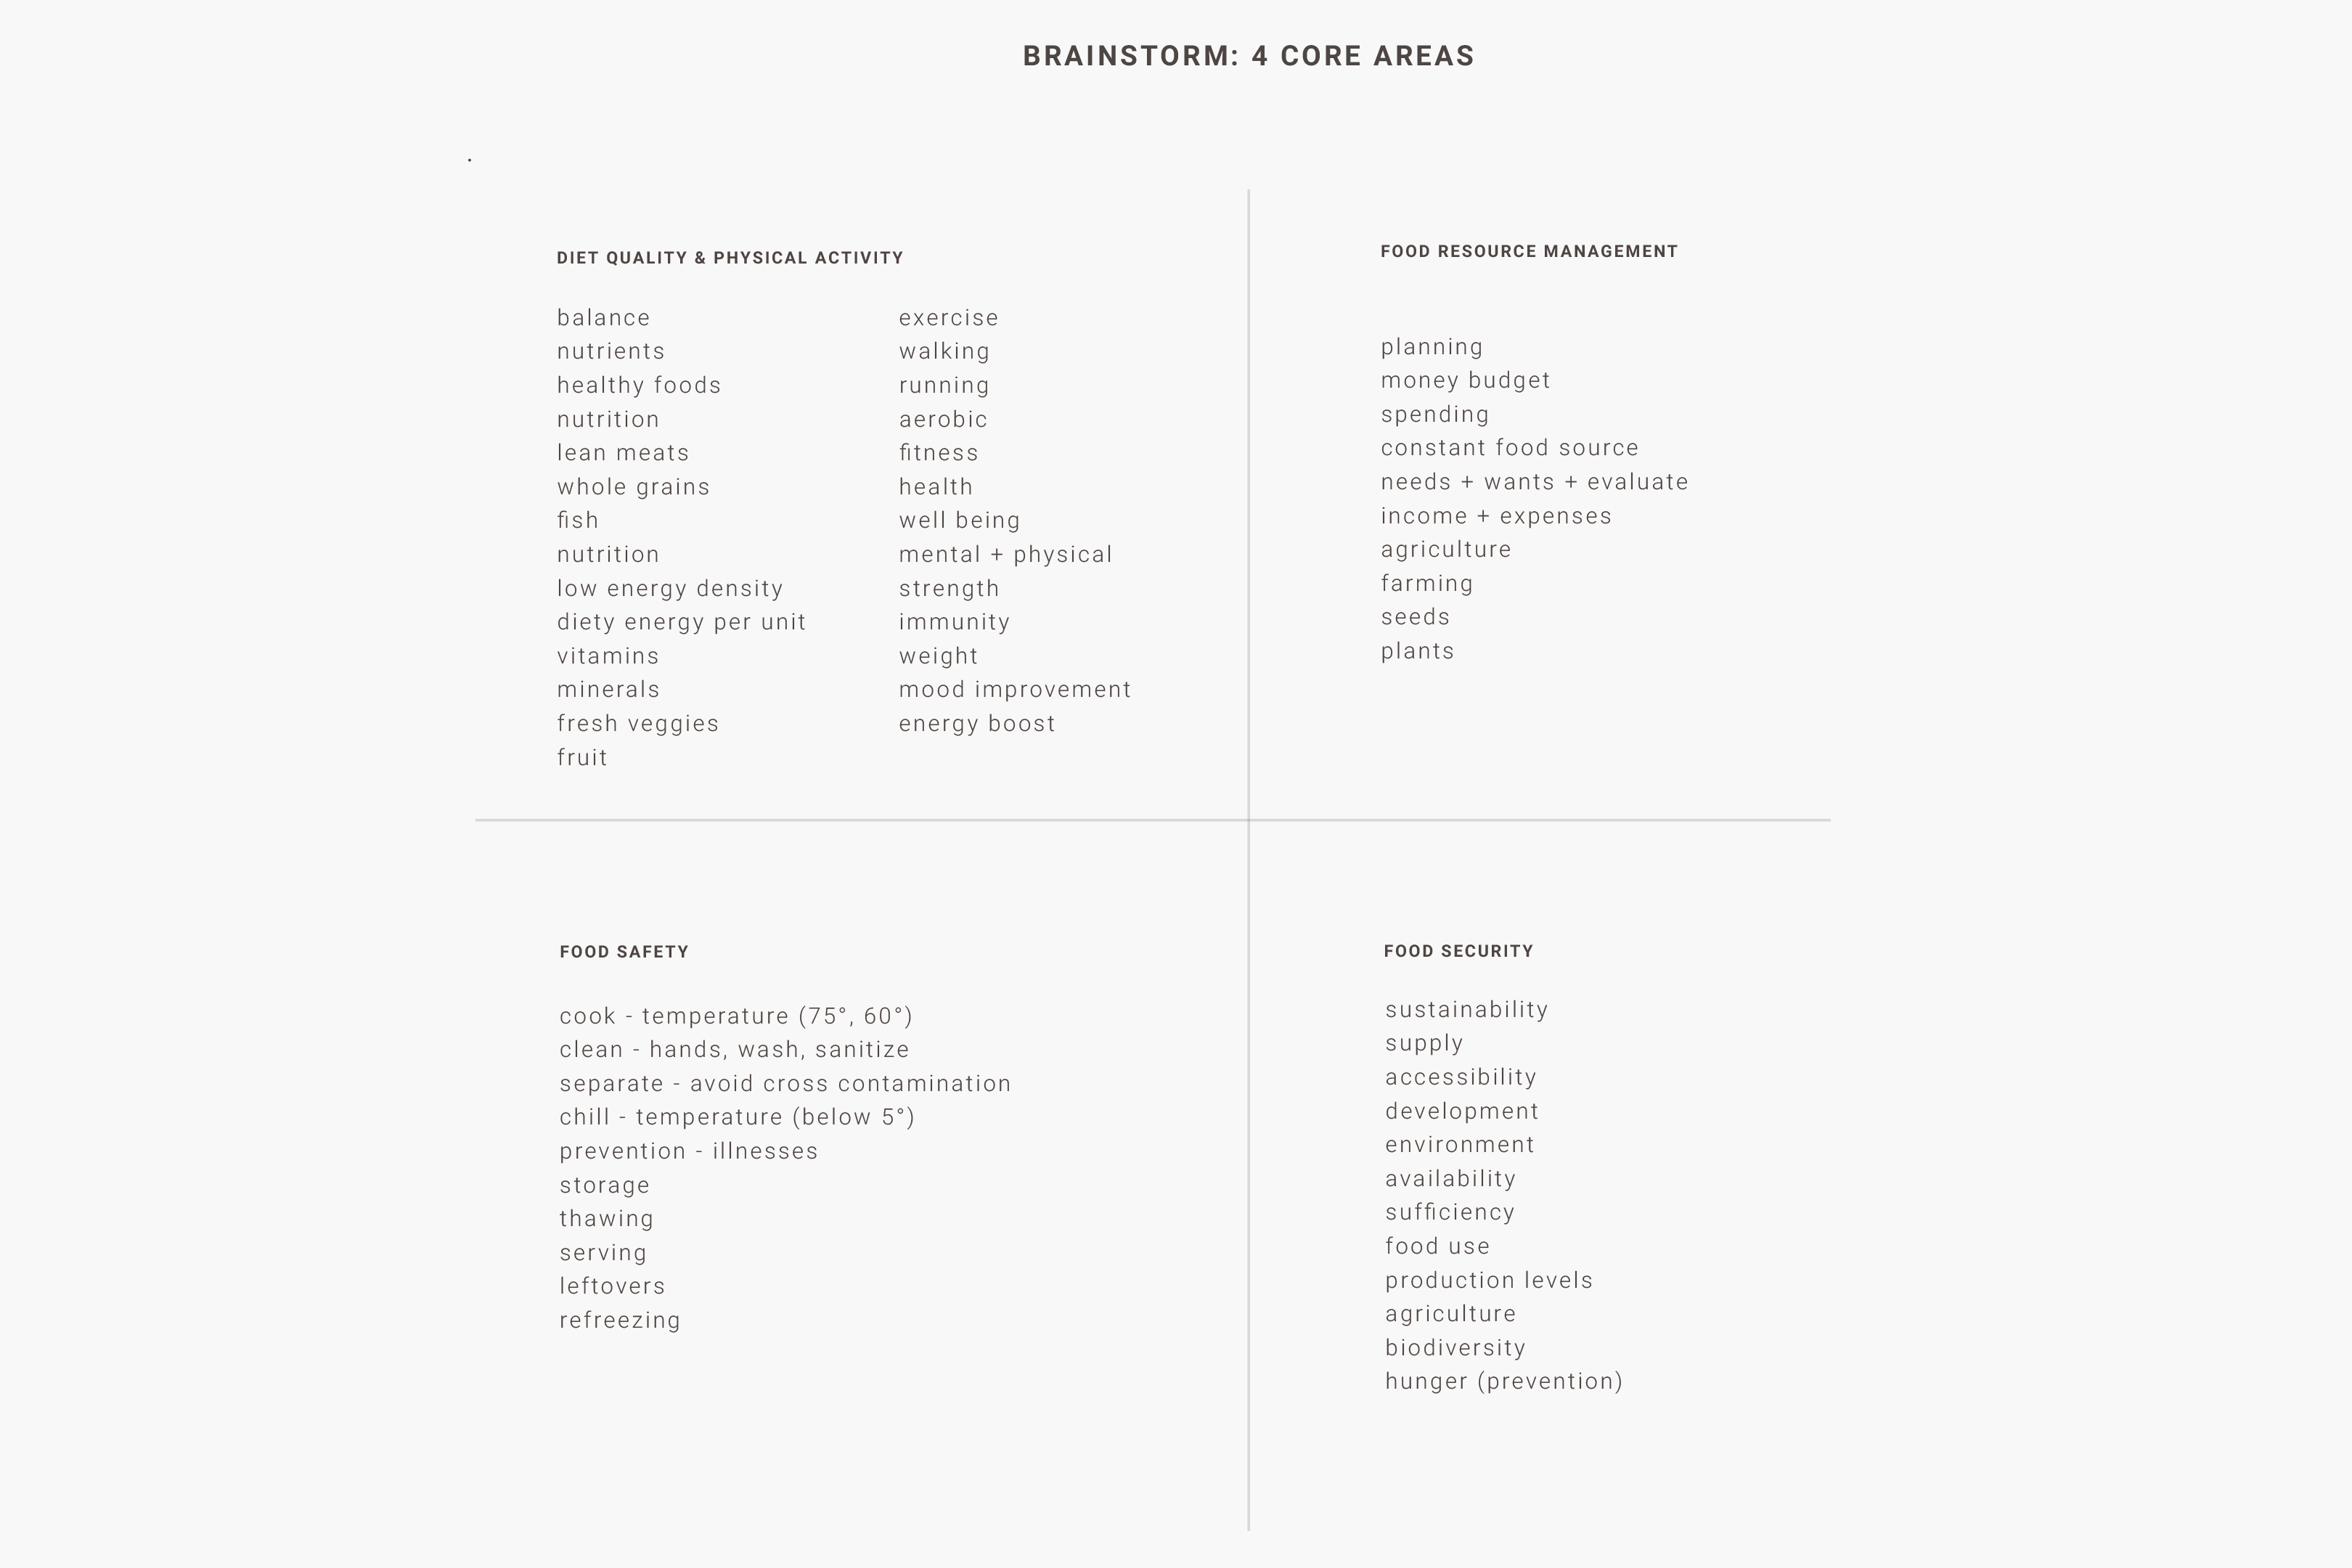 BRAINSTORM: 4 CORE AREAS
.
DIET QUALITY & PHYSICAL ACTIVITY
balance
nutrients
healthy foods
nutrition
lean meats
whole grains
fish
nutrition
low energy density
diety energy per unit
vitamins
minerals
fresh veggies
fruit
exercise
walking
running
aerobic
fitness
health
well being
mental + physical
strength
immunity
weight
mood improvement
energy boost
FOOD RESOURCE MANAGEMENT
planning
money budget
spending
constant food source
needs + wants + evaluate
income + expenses
agriculture
farming
seeds
plants
FOOD SAFETY
cook - temperature (75°, 60°)
clean - hands, wash, sanitize
separate - avoid cross contamination
chill - temperature (below 5°)
prevention - illnesses
storage
thawing
serving
leftovers
refreezing
FOOD SECURITY
sustainability
supply
accessibility
development
environment
availability
sufficiency
food use
production levels
agriculture
biodiversity
hunger (prevention)